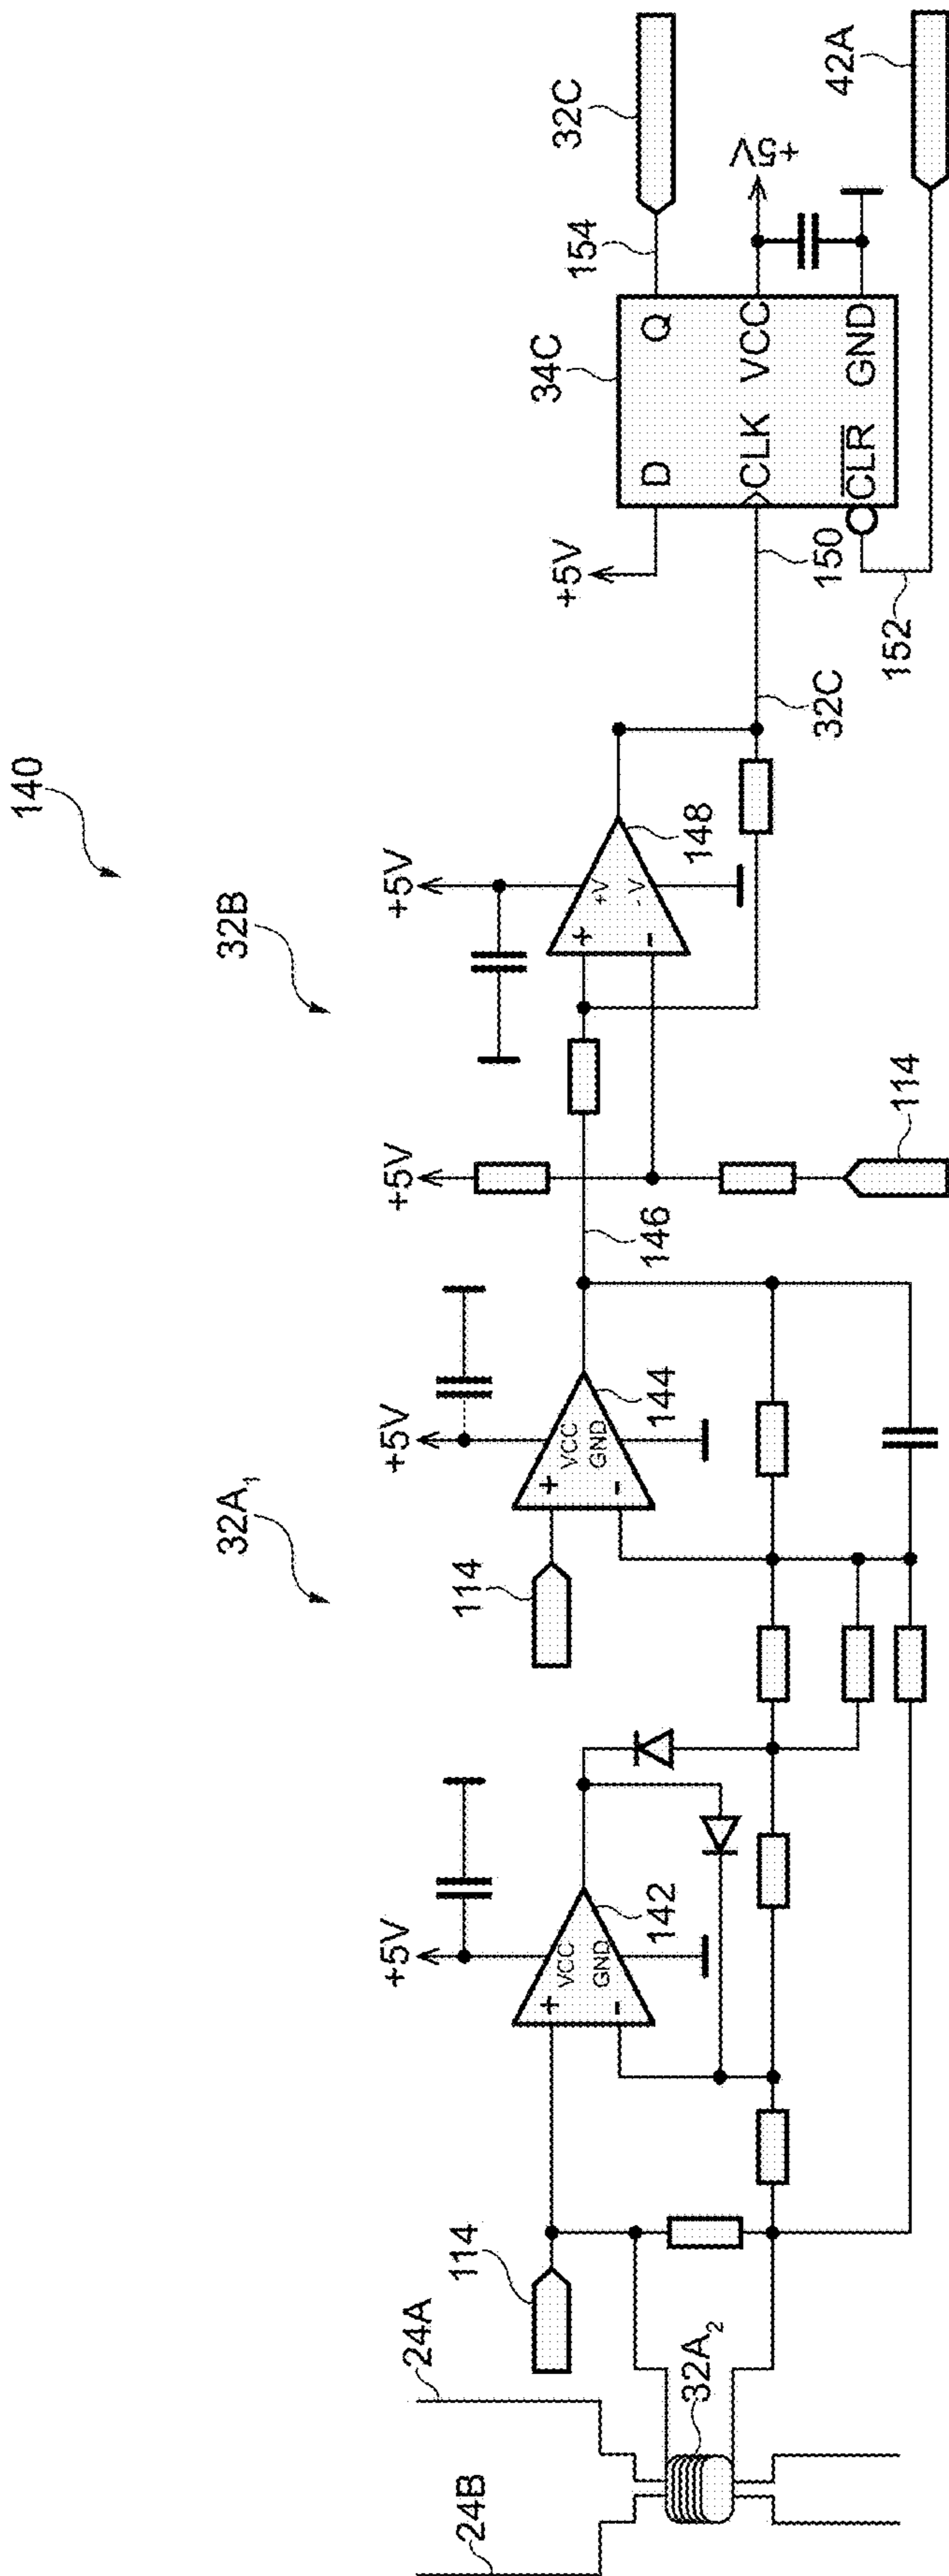 140
32B
32A₁
+5V
+5V
+5V
+5V
+5V
+5V
24B
24A
32A₂
114
+
-
VCC
GND
142
114
+
-
VCC
GND
144
146
114
+
-
+V
- V
148
32C
150
152
D
CLK
CLR
Q
VCC
GND
34C
154
32C
42A